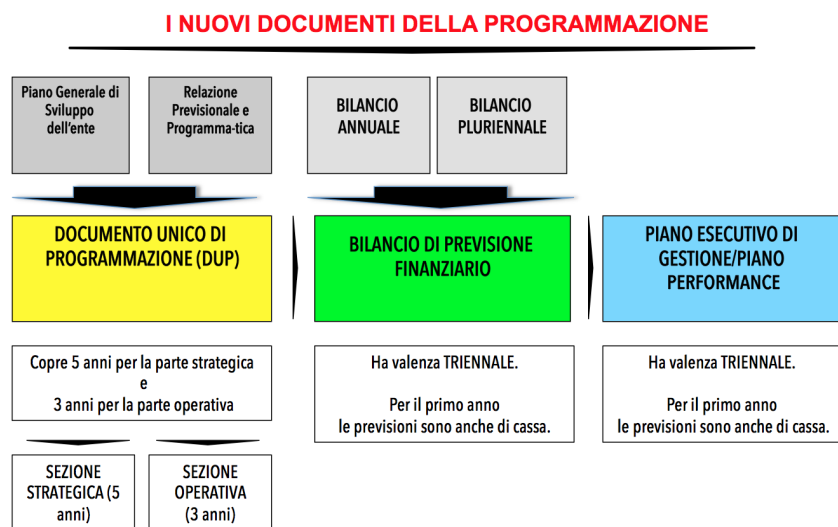 I NUOVI DOCUMENTI DELLA PROGRAMMAZIONE
Piano Generale di
Sviluppo
dell'ente
Relazione
Previsionale e
Programma-tica
BILANCIO
ANNUALE
BILANCIO
PLURIENNALE
DOCUMENTO UNICO DI
PROGRAMMAZIONE (DUP)
BILANCIO DI PREVISIONE
FINANZIARIO
PIANO ESECUTIVO DI
GESTIONE/PIANO
PERFORMANCE
Copre 5 anni per la parte strategica
e
3 anni per la parte operativa
Ha valenza TRIENNALE.
Per il primo anno
le previsioni sono anche di cassa.
Ha valenza TRIENNALE.
Per il primo anno
le previsioni sono anche di cassa.
SEZIONE
STRATEGICA (5
anni)
SEZIONE
OPERATIVA
(3 anni)